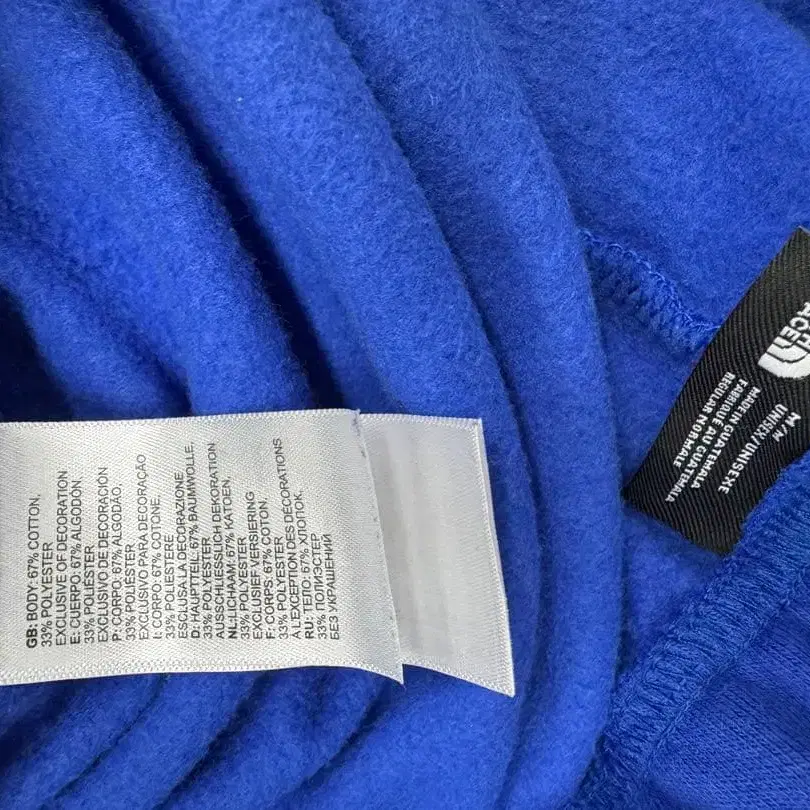 GB: BODY: 67% COTTON,
33% POLYESTER
EXCLUSIVE OF DECORATION
E: CUERPO: 67% ALGODÓN,
33% POLIÉSTER
EXCLUSIVO DE DECORACIÓN
P: CORPO: 67% ALGODÃO,
33% POLIÉSTER
EXCLUSIVO PARA DECORAÇÃO
I: CORPO: 67% COTONE,
33% POLIESTERE
ESCLUSA LA DECORAZIONE
D: HAUPTTEIL: 67% BAUMWOLLE,
33% POLYESTER
AUSSCHLIESSLICH DEKORATION
NL: LICHAAM: 67% KATOEN,
33% POLYESTER
EXCLUSIEF VERSIERING
F: CORPS: 67% COTON,
33% POLYESTER
A L'EXCEPTION DES DECORATIONS
RU: ТЕЛО: 67% ХЛОПОК,
33% ПОЛИЭСТЕР
БЕЗ УКРАШЕНИЙ
M/M
UNISEX/UNISEXE
MADE IN GUATEMALA
FABRIQUÉ AU GUATEMALA
REGULAR/NORMALE